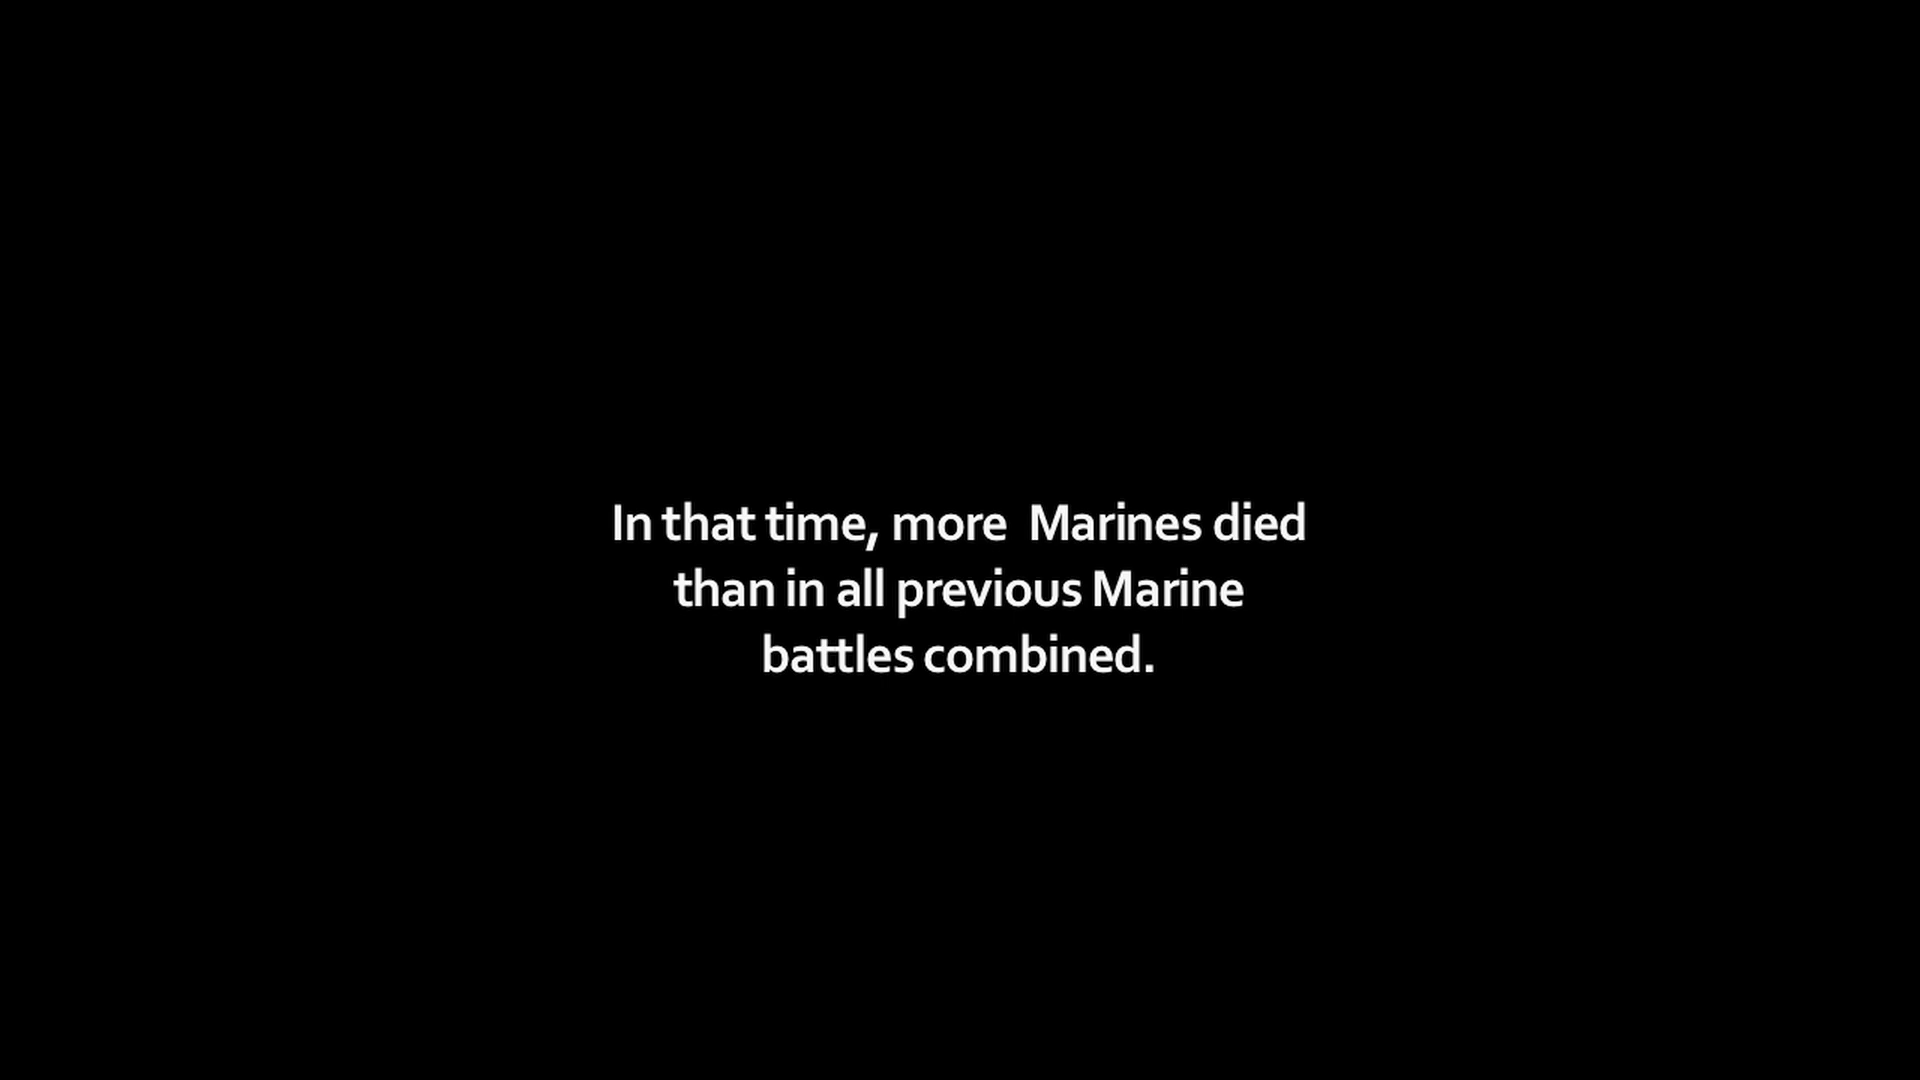 In that time, more  Marines died
than in all previous Marine
battles combined.